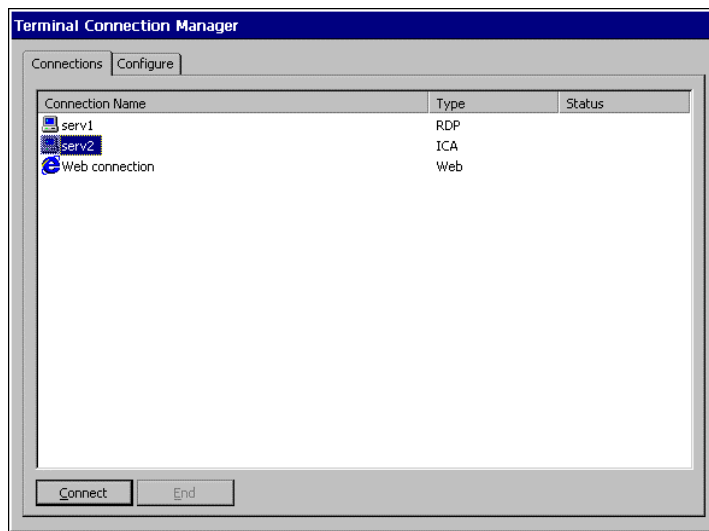 Terminal Connection Manager
Connections Configure
Connection Name Type Status
serv1 RDP
serv2 ICA
Web connection Web
Connect End